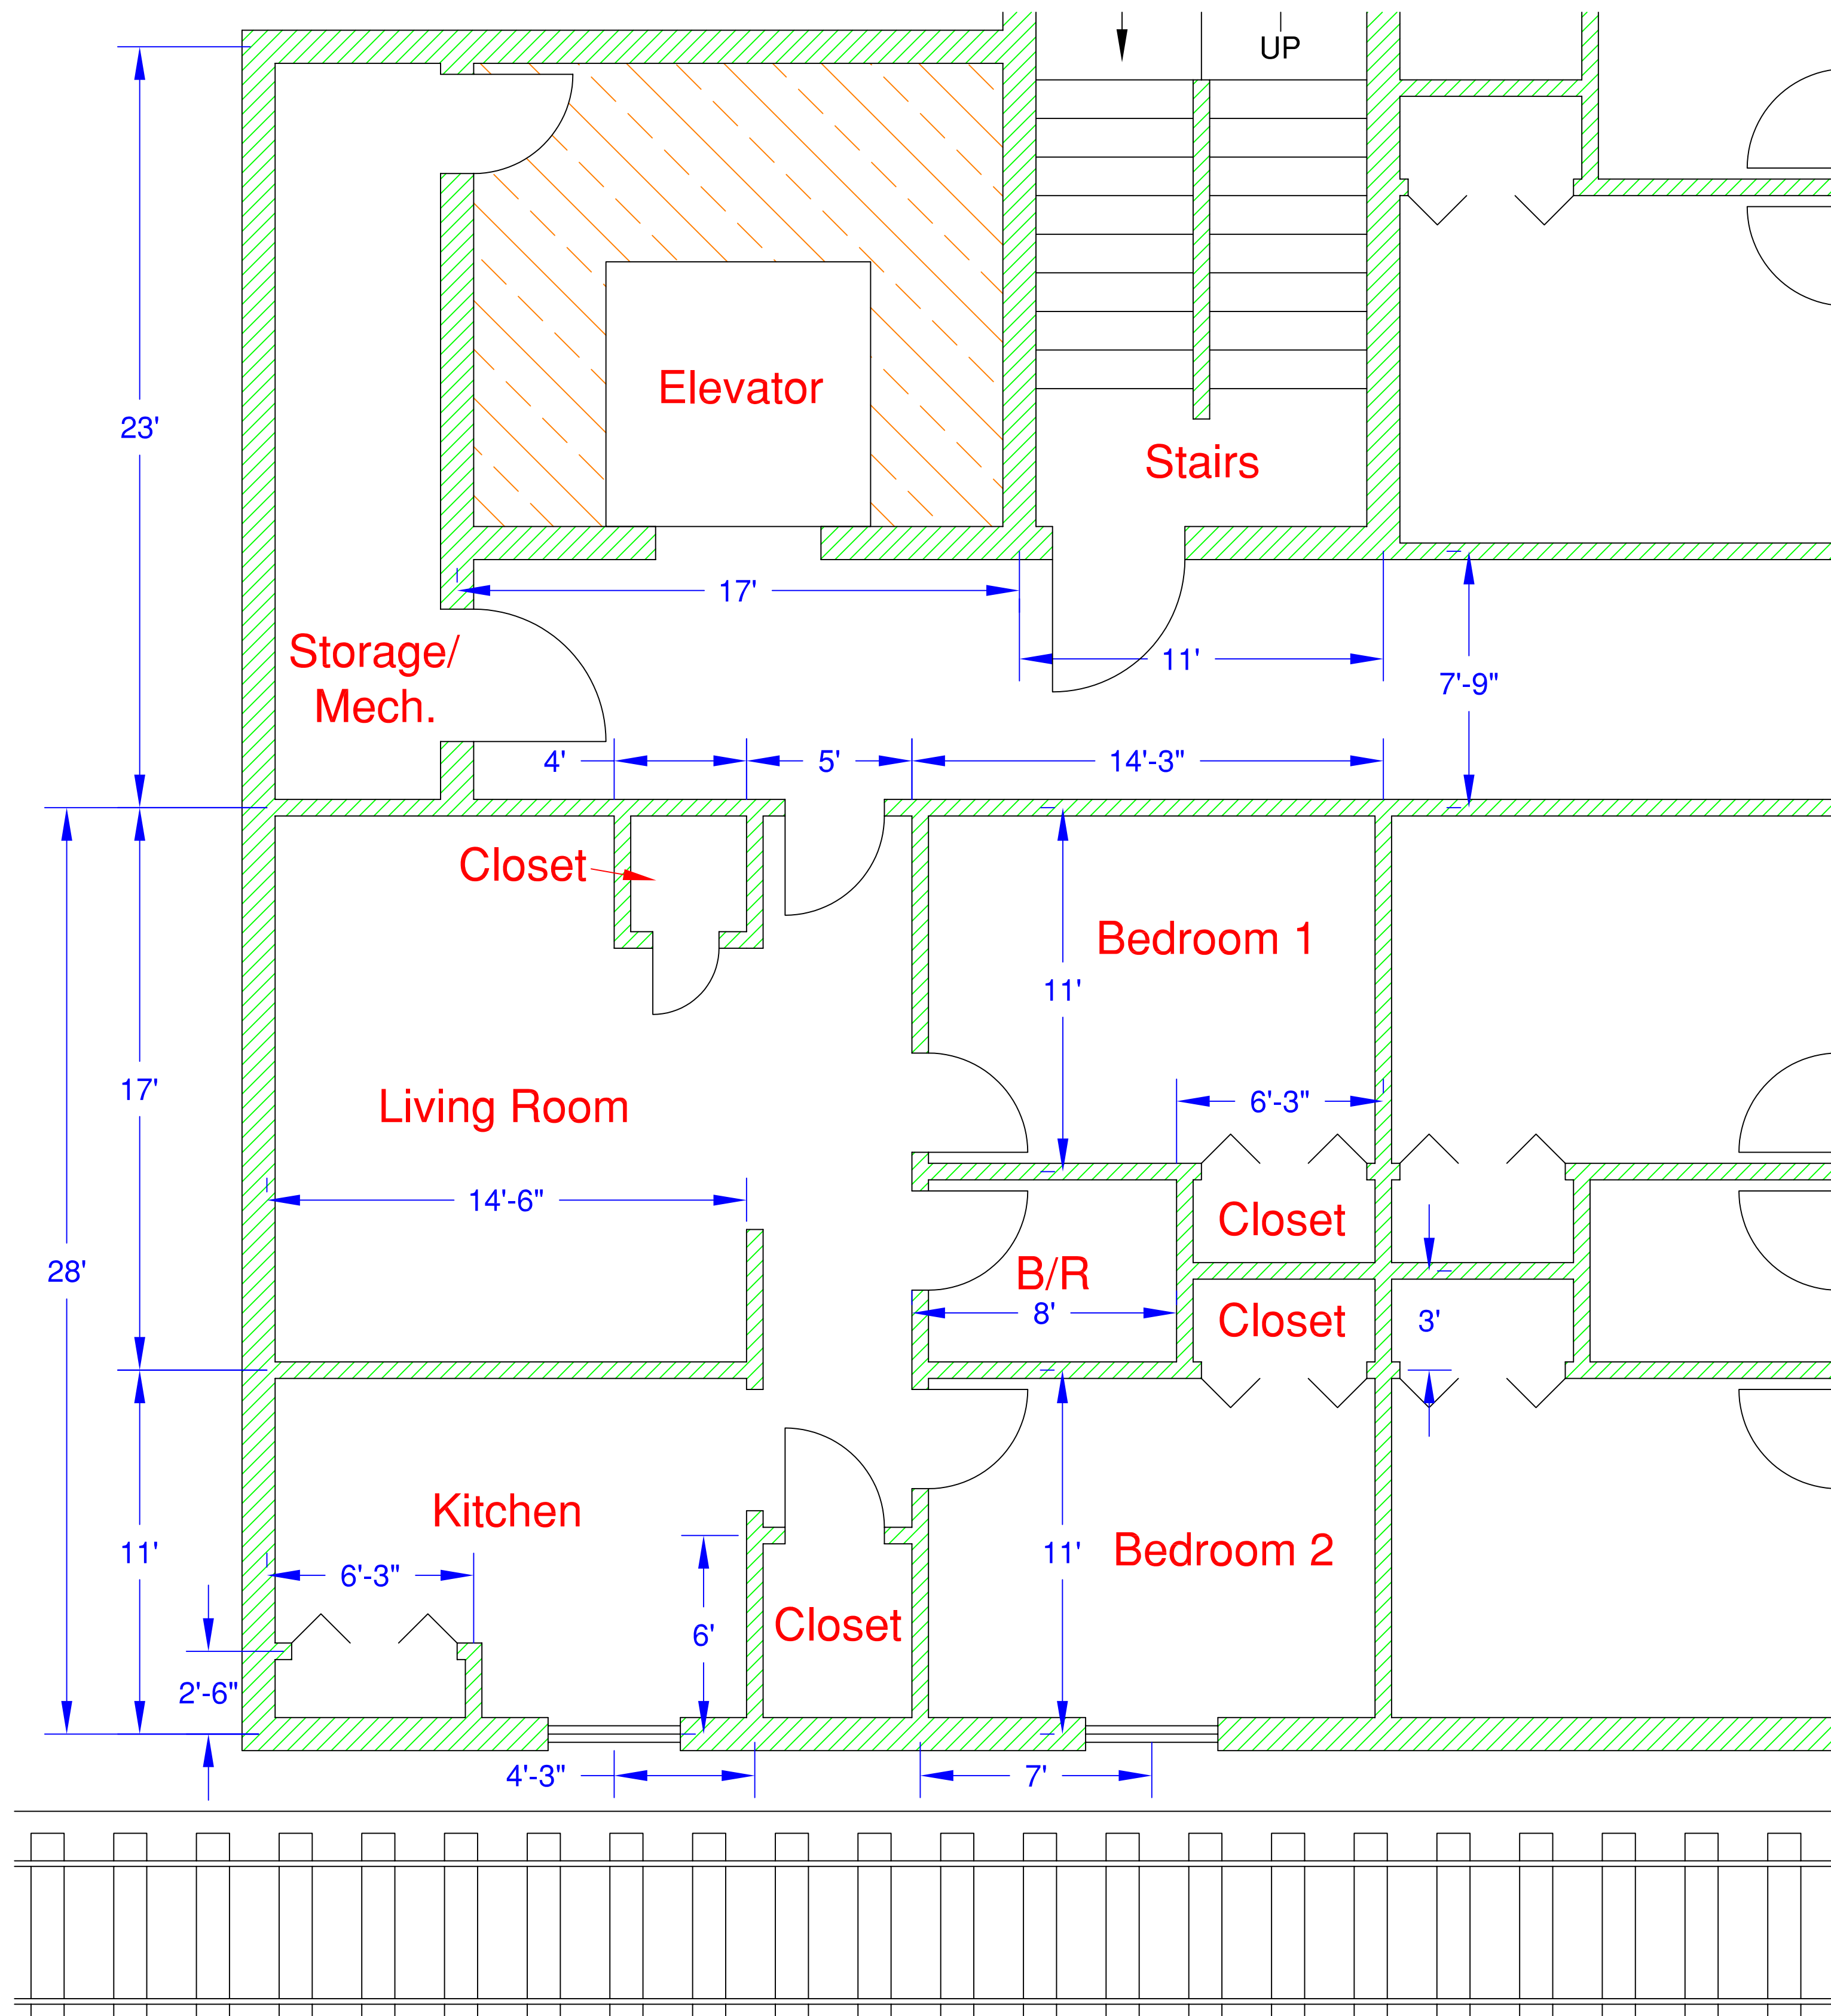 UP
23'
Elevator
Stairs
17'
Storage/
Mech.
11'
7'-9"
4'
5'
14'-3"
Closet
Bedroom 1
11'
17'
Living Room
6'-3"
14'-6"
Closet
28'
B/R
8'
Closet
3'
Kitchen
11'
11'
Bedroom 2
6'-3"
Closet
6'
2'-6"
4'-3"
7'